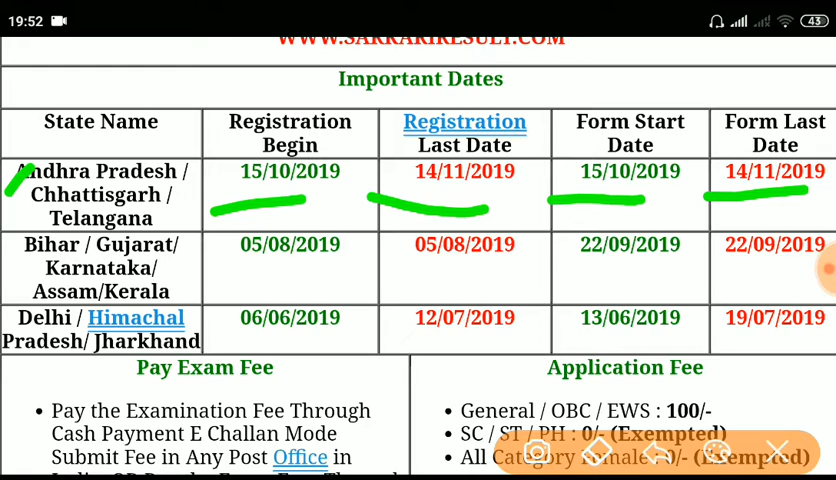 19:52
43
WWW.SARKARIRESULT.COM
Important Dates
State Name
Registration Begin
Registration Last Date
Form Start Date
Form Last Date
Andhra Pradesh /
Chhattisgarh /
Telangana
15/10/2019
14/11/2019
15/10/2019
14/11/2019
Bihar / Gujarat/
Karnataka/
Assam/Kerala
05/08/2019
05/08/2019
22/09/2019
22/09/2019
Delhi / Himachal
Pradesh/ Jharkhand
06/06/2019
12/07/2019
13/06/2019
19/07/2019
Pay Exam Fee
Pay the Examination Fee Through
Cash Payment E Challan Mode
Submit Fee in Any Post Office in
Application Fee
General / OBC / EWS : 100/-
SC / ST / PH : 0/- (Exempted)
All Category Female : 0/- (Exempted)